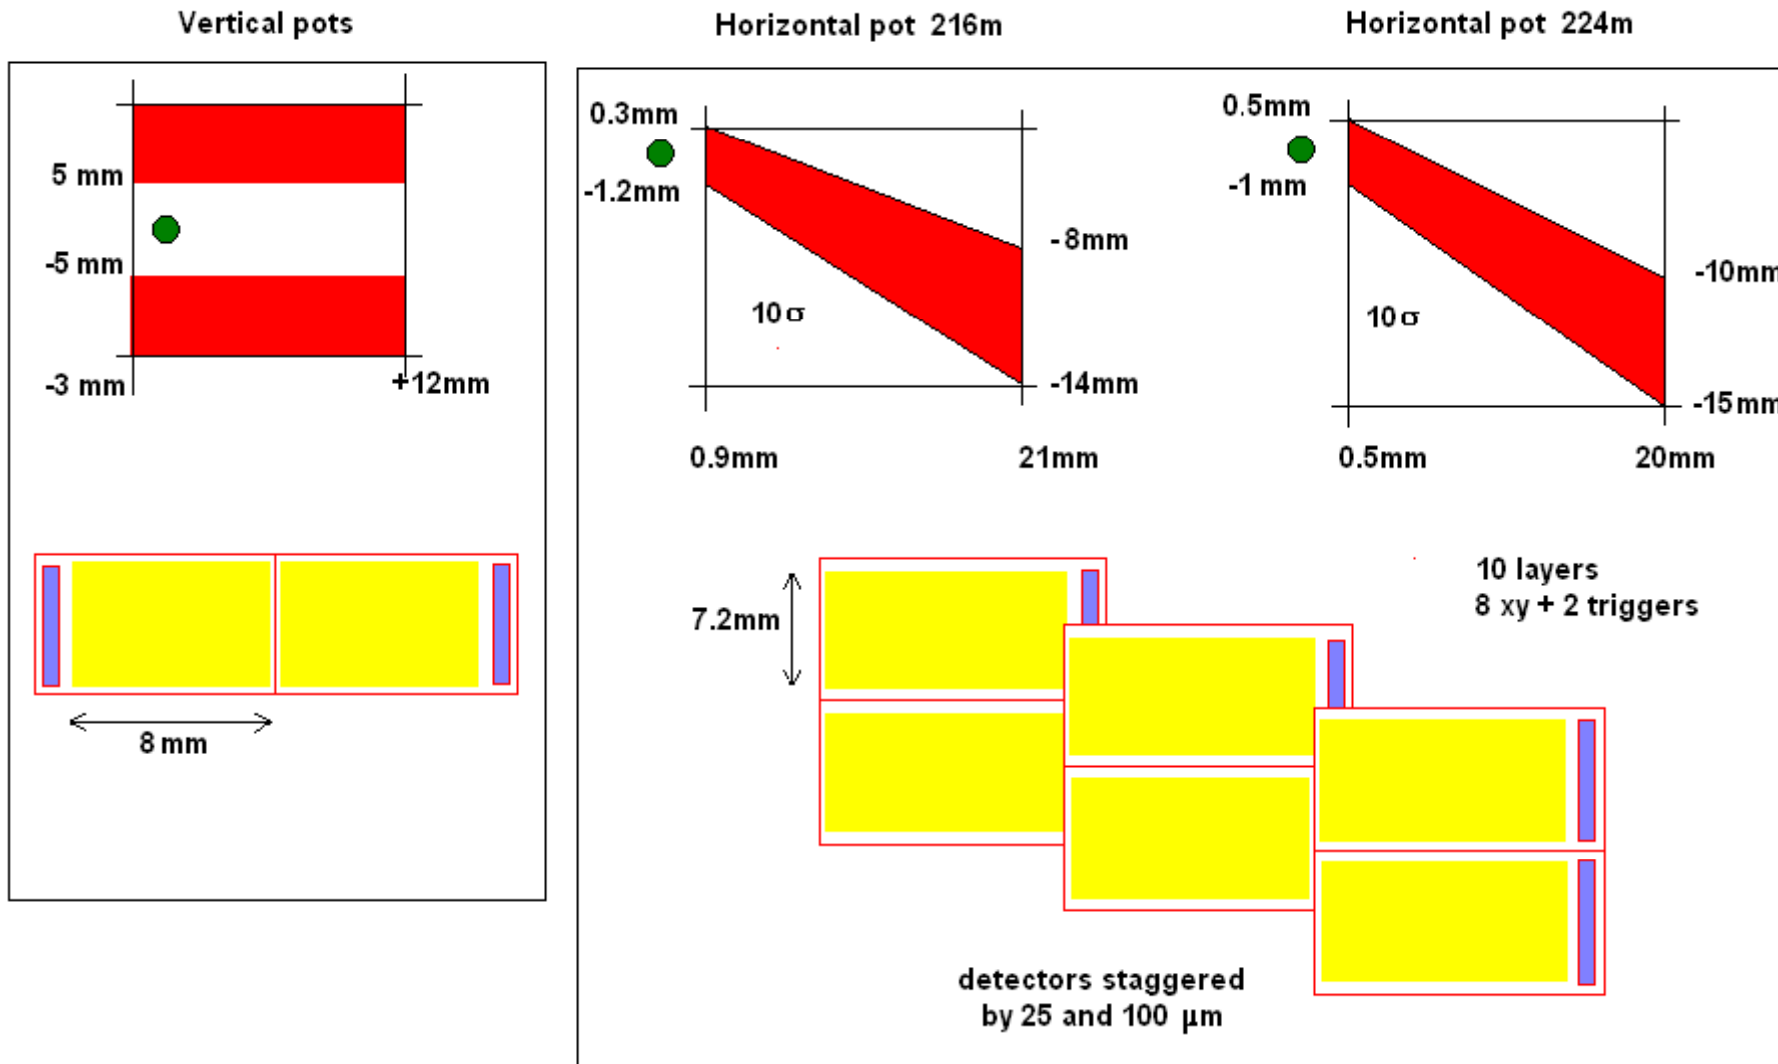 Vertical pots
5 mm
-5 mm
-3 mm
+12mm
8 mm
Horizontal pot 216m
0.3mm
-1.2mm
-8mm
10σ
-14mm
0.9mm
21mm
Horizontal pot 224m
0.5mm
-1 mm
-10mm
10σ
-15mm
0.5mm
20mm
7.2mm
10 layers
8 xy + 2 triggers
detectors staggered
by 25 and 100 µm